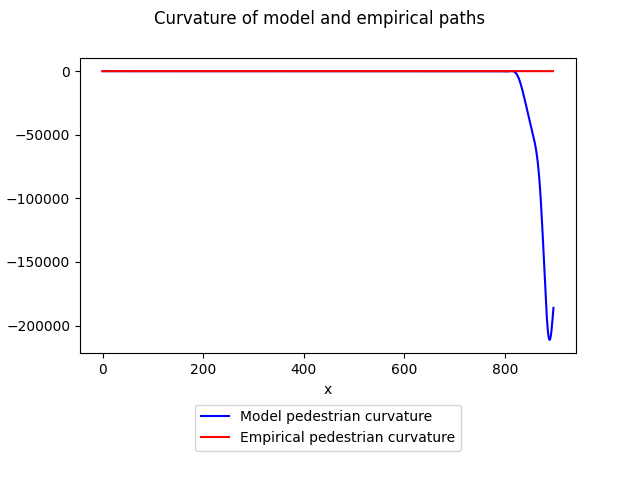 Curvature of model and empirical paths
0
−50000
−100000
−150000
−200000
0 200 400 600 800
x
Model pedestrian curvature
Empirical pedestrian curvature